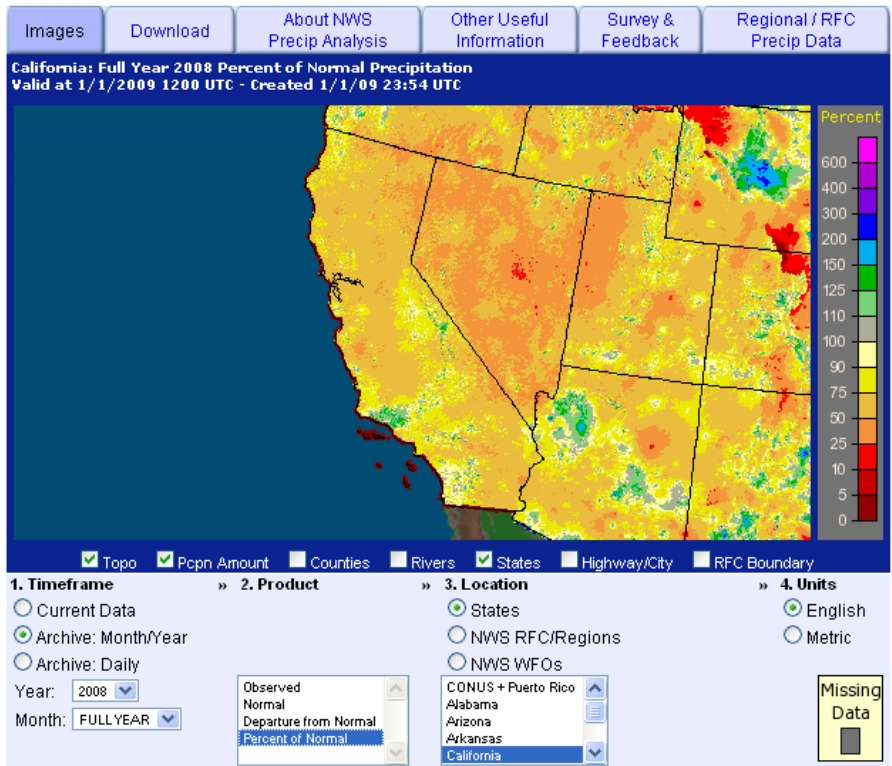 Images
Download
About NWS
Precip Analysis
Other Useful
Information
Survey &
Feedback
Regional / RFC
Precip Data
California: Full Year 2008 Percent of Normal Precipitation
Valid at 1/1/2009 1200 UTC - Created 1/1/09 23:54 UTC
Percent
600
400
300
200
150
125
110
100
90
75
50
25
10
5
0
Topo Pcpn Amount Counties Rivers States Highway/City RFC Boundary
1. Timeframe » 2. Product » 3. Location » 4. Units
Current Data
Archive: Month/Year
Archive: Daily
Year: 2008
Month: FULL YEAR
Observed
Normal
Departure from Normal
Percent of Normal
States
NWS RFC/Regions
NWS WFOs
CONUS + Puerto Rico
Alabama
Arizona
Arkansas
California
English
Metric
Missing
Data